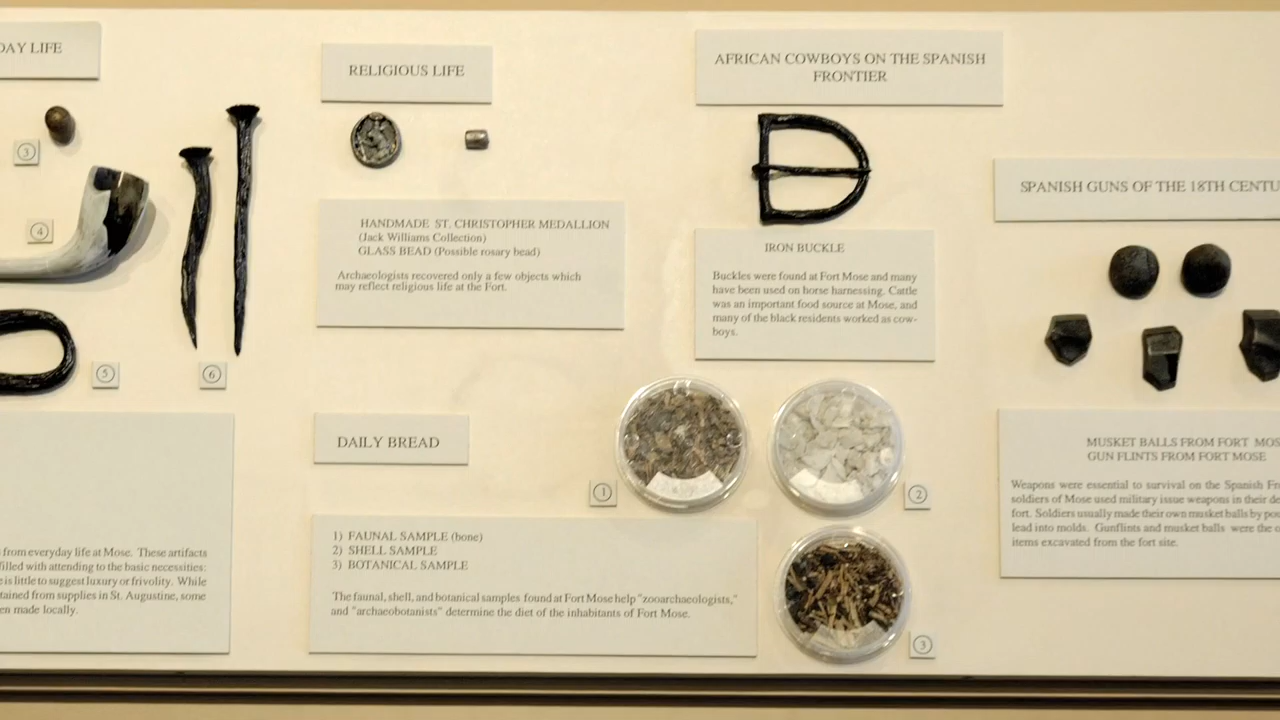 DAY LIFE
3
4
5
6
from everyday life at Mose. These artifacts
filled with attending to the basic necessities:
e is little to suggest luxury or frivolity. While
tained from supplies in St. Augustine, some
en made locally.
RELIGIOUS LIFE
HANDMADE ST. CHRISTOPHER MEDALLION
(Jack Williams Collection)
GLASS BEAD (Possible rosary bead)
Archaeologists recovered only a few objects which
may reflect religious life at the Fort.
AFRICAN COWBOYS ON THE SPANISH
FRONTIER
IRON BUCKLE
Buckles were found at Fort Mose and many
have been used on horse harnessing. Cattle
was an important food source at Mose, and
many of the black residents worked as cow-
boys.
DAILY BREAD
1
2
3
1) FAUNAL SAMPLE (bone)
2) SHELL SAMPLE
3) BOTANICAL SAMPLE
The faunal, shell, and botanical samples found at Fort Mose help "zooarchaeologists,"
and "archaeobotanists" determine the diet of the inhabitants of Fort Mose.
SPANISH GUNS OF THE 18TH CENTU
MUSKET BALLS FROM FORT MOS
GUN FLINTS FROM FORT MOSE
Weapons were essential to survival on the Spanish Fr
soldiers of Mose used military issue weapons in their de
fort. Soldiers usually made their own musket balls by pou
lead into molds. Gunflints and musket balls were the o
items excavated from the fort site.